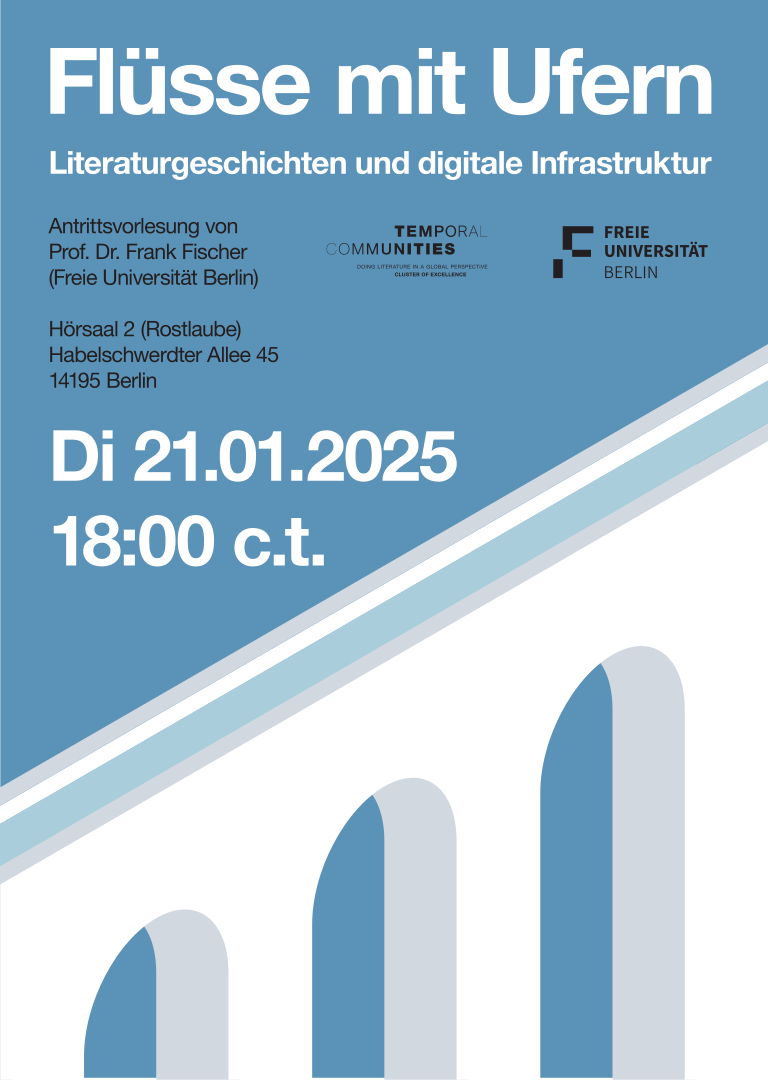 Flüsse mit Ufern
Literaturgeschichten und digitale Infrastruktur
Antrittsvorlesung von
Prof. Dr. Frank Fischer
(Freie Universität Berlin)
TEMPORAL
COMMUNITIES
DOING LITERATURE IN A GLOBAL PERSPECTIVE
CLUSTER OF EXCELLENCE
FREIE
UNIVERSITÄT
BERLIN
Hörsaal 2 (Rostlaube)
Habelschwerdter Allee 45
14195 Berlin
Di 21.01.2025
18:00 c.t.